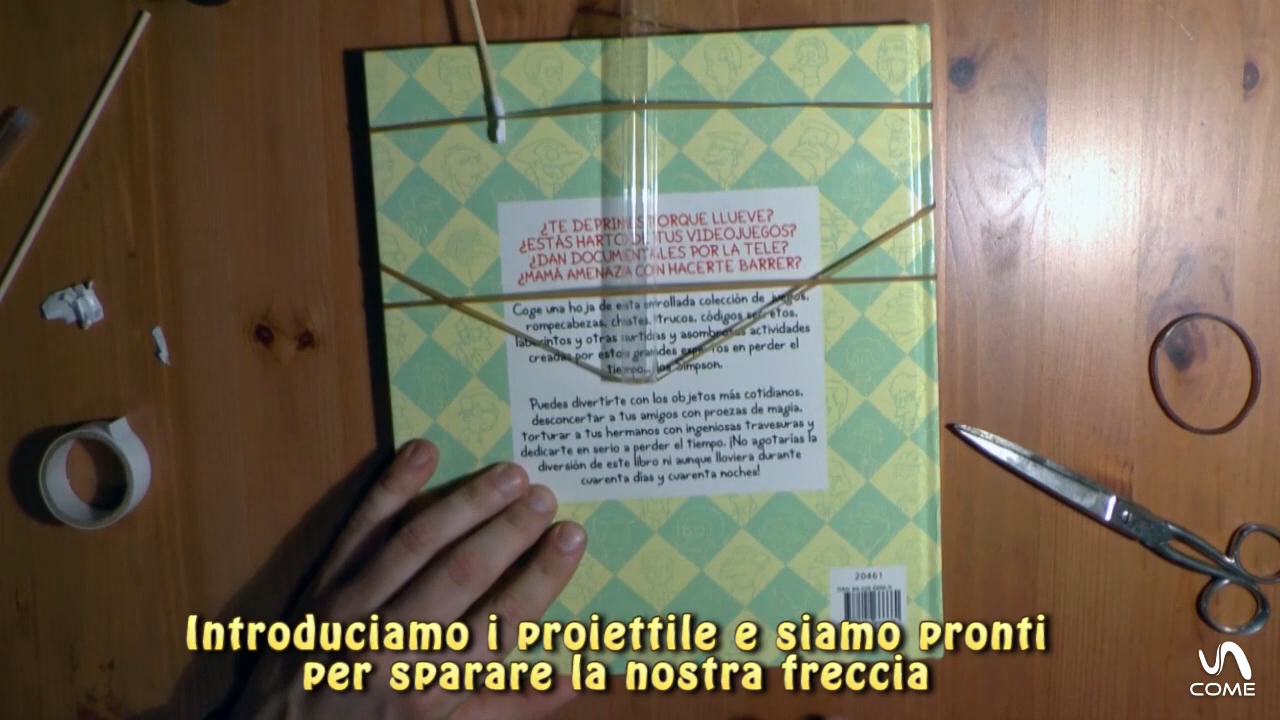 ¿TE DEPRIMES PORQUE LLUEVE?
¿ESTÁS HARTO DE TUS VIDEOJUEGOS?
¿DAN DOCUMENTALES POR LA TELE?
¿MAMÁ AMENAZA CON HACERTE BARRER?
Coge una hoja de esta enrollada colección de juegos,
rompecabezas, chistes, trucos, códigos secretos,
laberintos y otras surtidas y asombrosas actividades
creadas por estos grandes expertos en perder el
tiempo... los Simpson.
Puedes divertirte con los objetos más cotidianos,
desconcertar a tus amigos con proezas de magia,
torturar a tus hermanos con ingeniosas travesuras y
dedicarte en serio a perder el tiempo. ¡No agotarías la
diversión de este libro ni aunque lloviera durante
cuarenta días y cuarenta noches!
20461
Introduciamo i proiettile e siamo pronti
per sparare la nostra freccia
COME